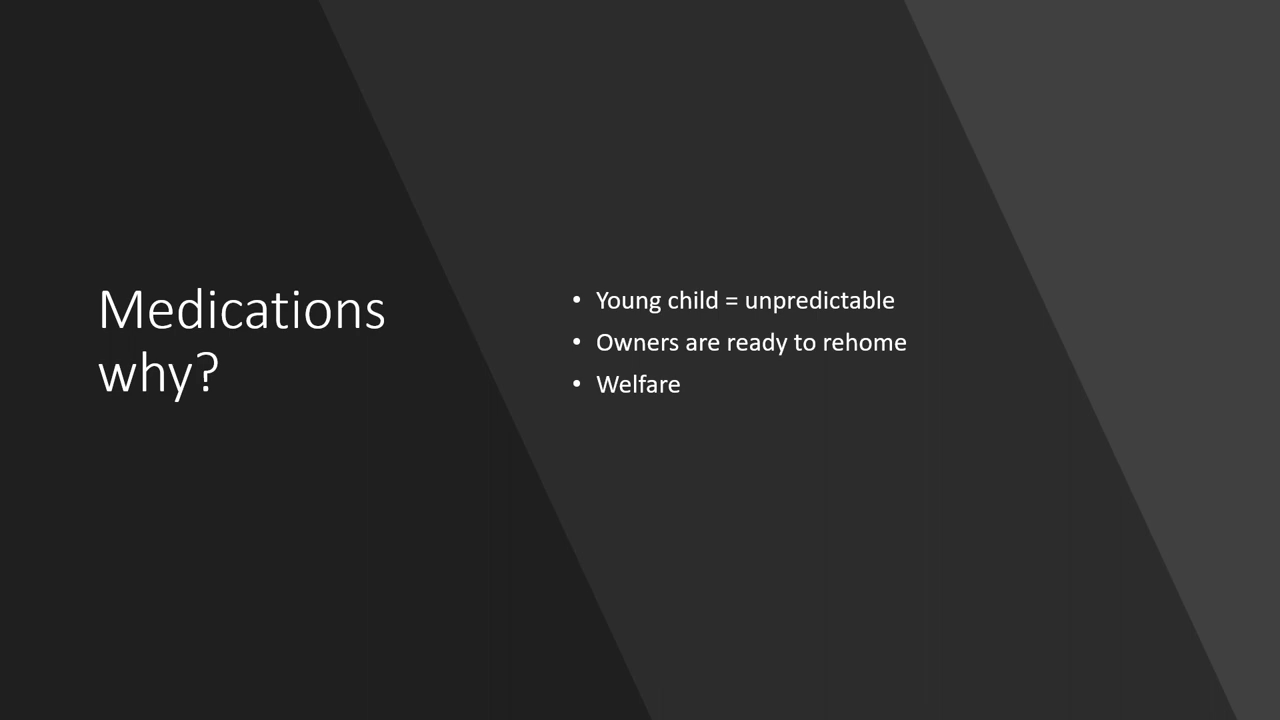 Medications
why?
• Young child = unpredictable
• Owners are ready to rehome
• Welfare